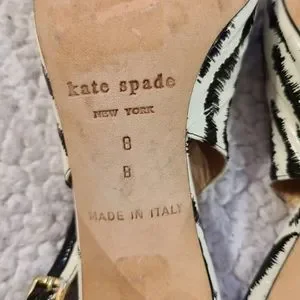 kate spade
NEW YORK
8
B
MADE IN ITALY